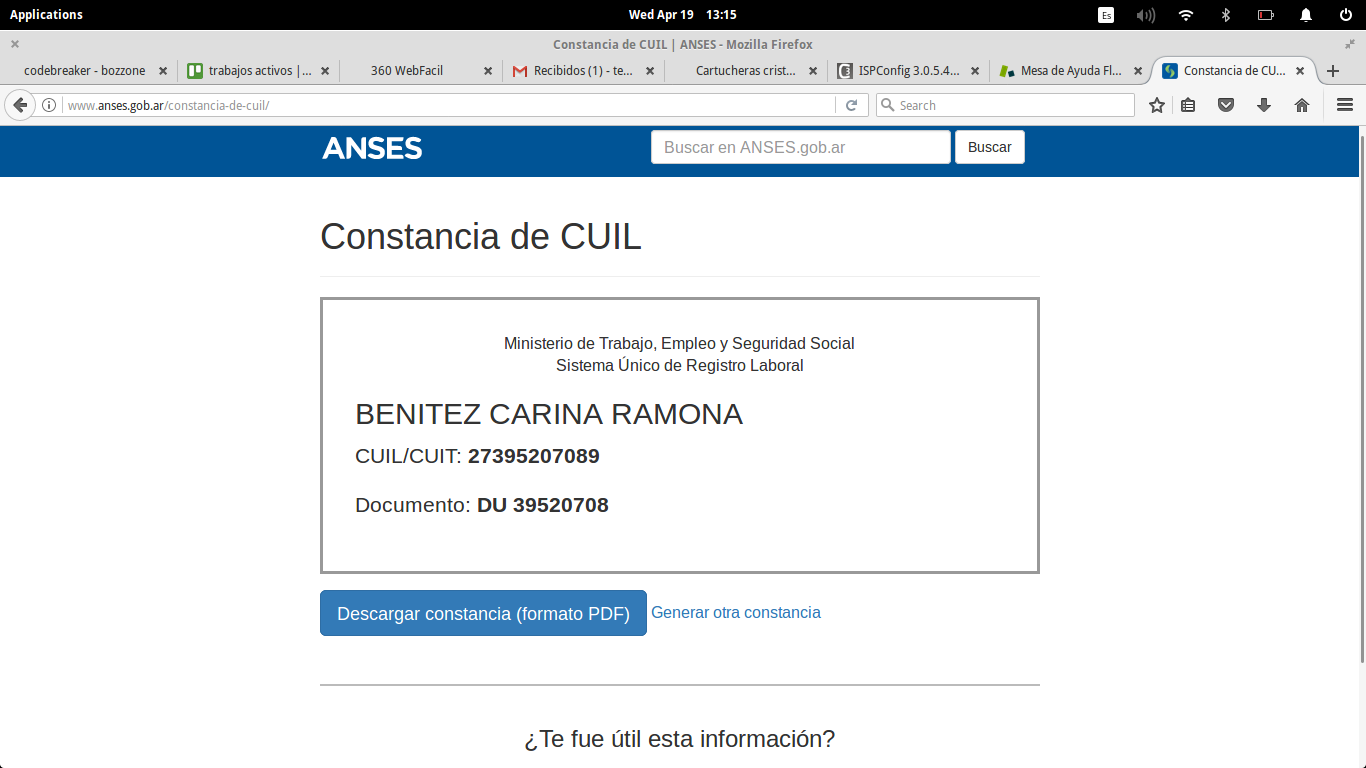 Applications
Wed Apr 19 13:15
Es
Constancia de CUIL | ANSES - Mozilla Firefox
codebreaker - bozzone
trabajos activos |...
360 WebFacil
Recibidos (1) - te...
Cartucheras crist...
ISPConfig 3.0.5.4...
Mesa de Ayuda Fl...
Constancia de CU...
www.anses.gob.ar/constancia-de-cuil/
Search
ANSES
Buscar en ANSES.gob.ar
Buscar
Constancia de CUIL
Ministerio de Trabajo, Empleo y Seguridad Social
Sistema Único de Registro Laboral
BENITEZ CARINA RAMONA
CUIL/CUIT: 27395207089
Documento: DU 39520708
Descargar constancia (formato PDF)
Generar otra constancia
¿Te fue útil esta información?